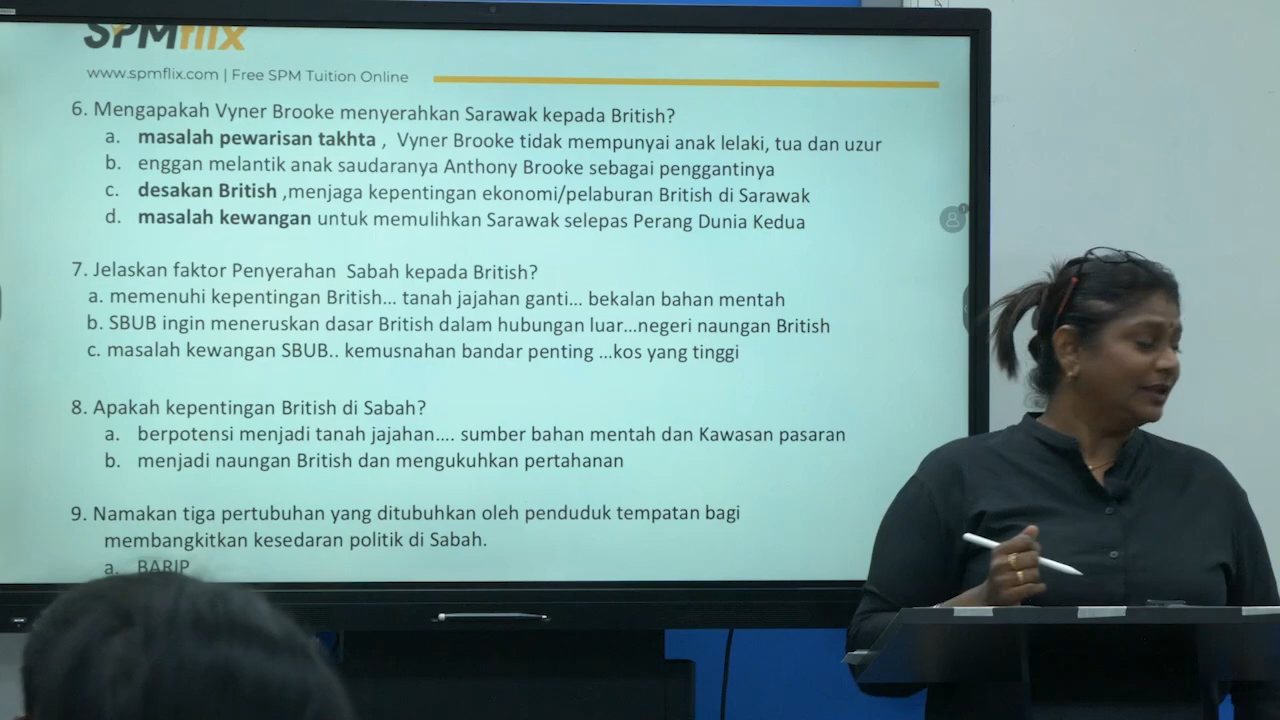 SPMflix
www.spmflix.com | Free SPM Tuition Online
6. Mengapakah Vyner Brooke menyerahkan Sarawak kepada British?
a. masalah pewarisan takhta , Vyner Brooke tidak mempunyai anak lelaki, tua dan uzur
b. enggan melantik anak saudaranya Anthony Brooke sebagai penggantinya
c. desakan British ,menjaga kepentingan ekonomi/pelaburan British di Sarawak
d. masalah kewangan untuk memulihkan Sarawak selepas Perang Dunia Kedua
7. Jelaskan faktor Penyerahan Sabah kepada British?
a. memenuhi kepentingan British... tanah jajahan ganti... bekalan bahan mentah
b. SBUB ingin meneruskan dasar British dalam hubungan luar...negeri naungan British
c. masalah kewangan SBUB.. kemusnahan bandar penting ...kos yang tinggi
8. Apakah kepentingan British di Sabah?
a. berpotensi menjadi tanah jajahan.... sumber bahan mentah dan Kawasan pasaran
b. menjadi naungan British dan mengukuhkan pertahanan
9. Namakan tiga pertubuhan yang ditubuhkan oleh penduduk tempatan bagi
membangkitkan kesedaran politik di Sabah.
a. BARIP